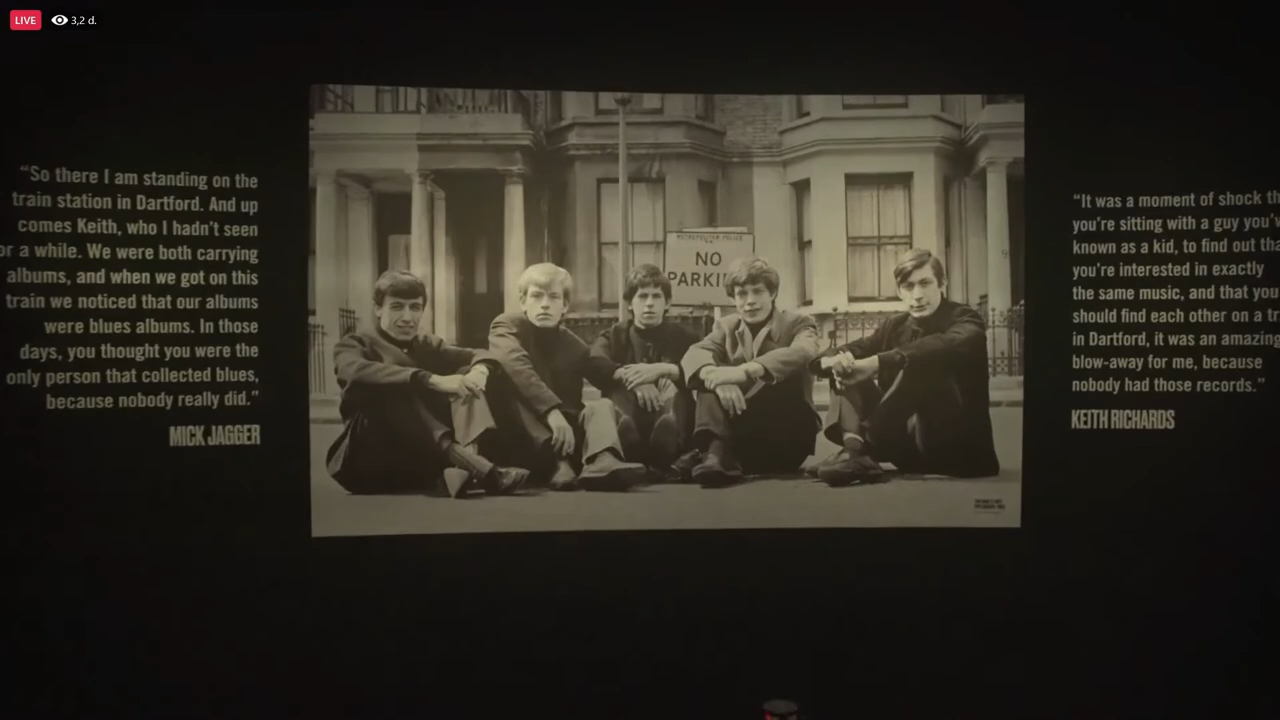 LIVE
3,2 d.
“So there I am standing on the
train station in Dartford. And up
comes Keith, who I hadn’t seen
or a while. We were both carrying
albums, and when we got on this
train we noticed that our albums
were blues albums. In those
days, you thought you were the
only person that collected blues,
because nobody really did.”
MICK JAGGER
METROPOLITAN POLICE
NO
PARKI
“It was a moment of shock th
you’re sitting with a guy you’v
known as a kid, to find out tha
you’re interested in exactly
the same music, and that you
should find each other on a tr
in Dartford, it was an amazing
blow-away for me, because
nobody had those records.”
KEITH RICHARDS